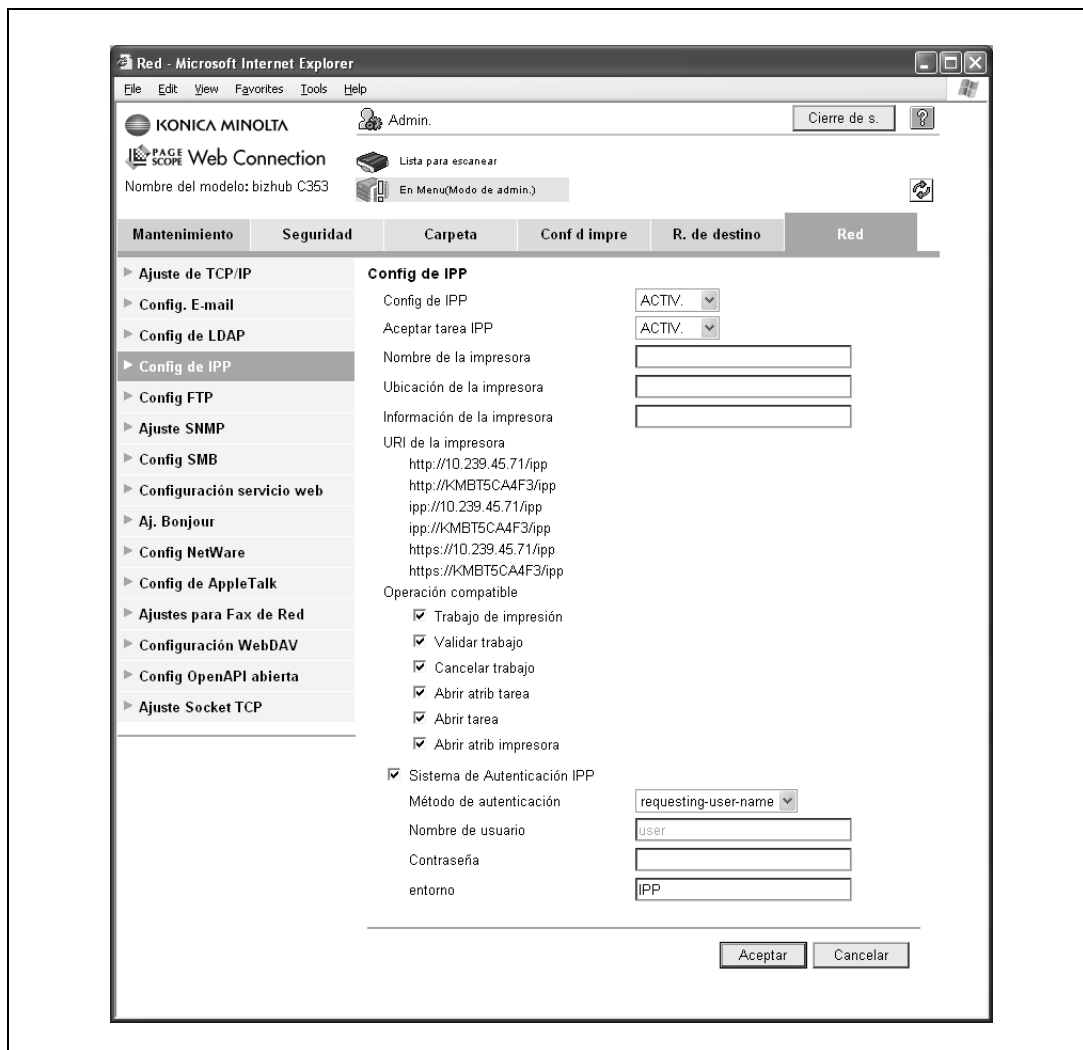 Red - Microsoft Internet Explorer
File Edit View Favorites Tools Help
KONICA MINOLTA
Admin.
Cierre de s.
?
PAGE SCOPE Web Connection
Lista para escanear
Nombre del modelo: bizhub C353
En Menu(Modo de admin.)
Mantenimiento Seguridad Carpeta Conf d impre R. de destino Red
Ajuste de TCP/IP
Config. E-mail
Config de LDAP
Config de IPP
Config FTP
Ajuste SNMP
Config SMB
Configuración servicio web
Aj. Bonjour
Config NetWare
Config de AppleTalk
Ajustes para Fax de Red
Configuración WebDAV
Config OpenAPI abierta
Ajuste Socket TCP
Config de IPP
Config de IPP ACTIV.
Aceptar tarea IPP ACTIV.
Nombre de la impresora
Ubicación de la impresora
Información de la impresora
URI de la impresora
http://10.239.45.71/ipp
http://KMBT5CA4F3/ipp
ipp://10.239.45.71/ipp
ipp://KMBT5CA4F3/ipp
https://10.239.45.71/ipp
https://KMBT5CA4F3/ipp
Operación compatible
Trabajo de impresión
Validar trabajo
Cancelar trabajo
Abrir atrib tarea
Abrir tarea
Abrir atrib impresora
Sistema de Autenticación IPP
Método de autenticación requesting-user-name
Nombre de usuario user
Contraseña
entorno IPP
Aceptar Cancelar